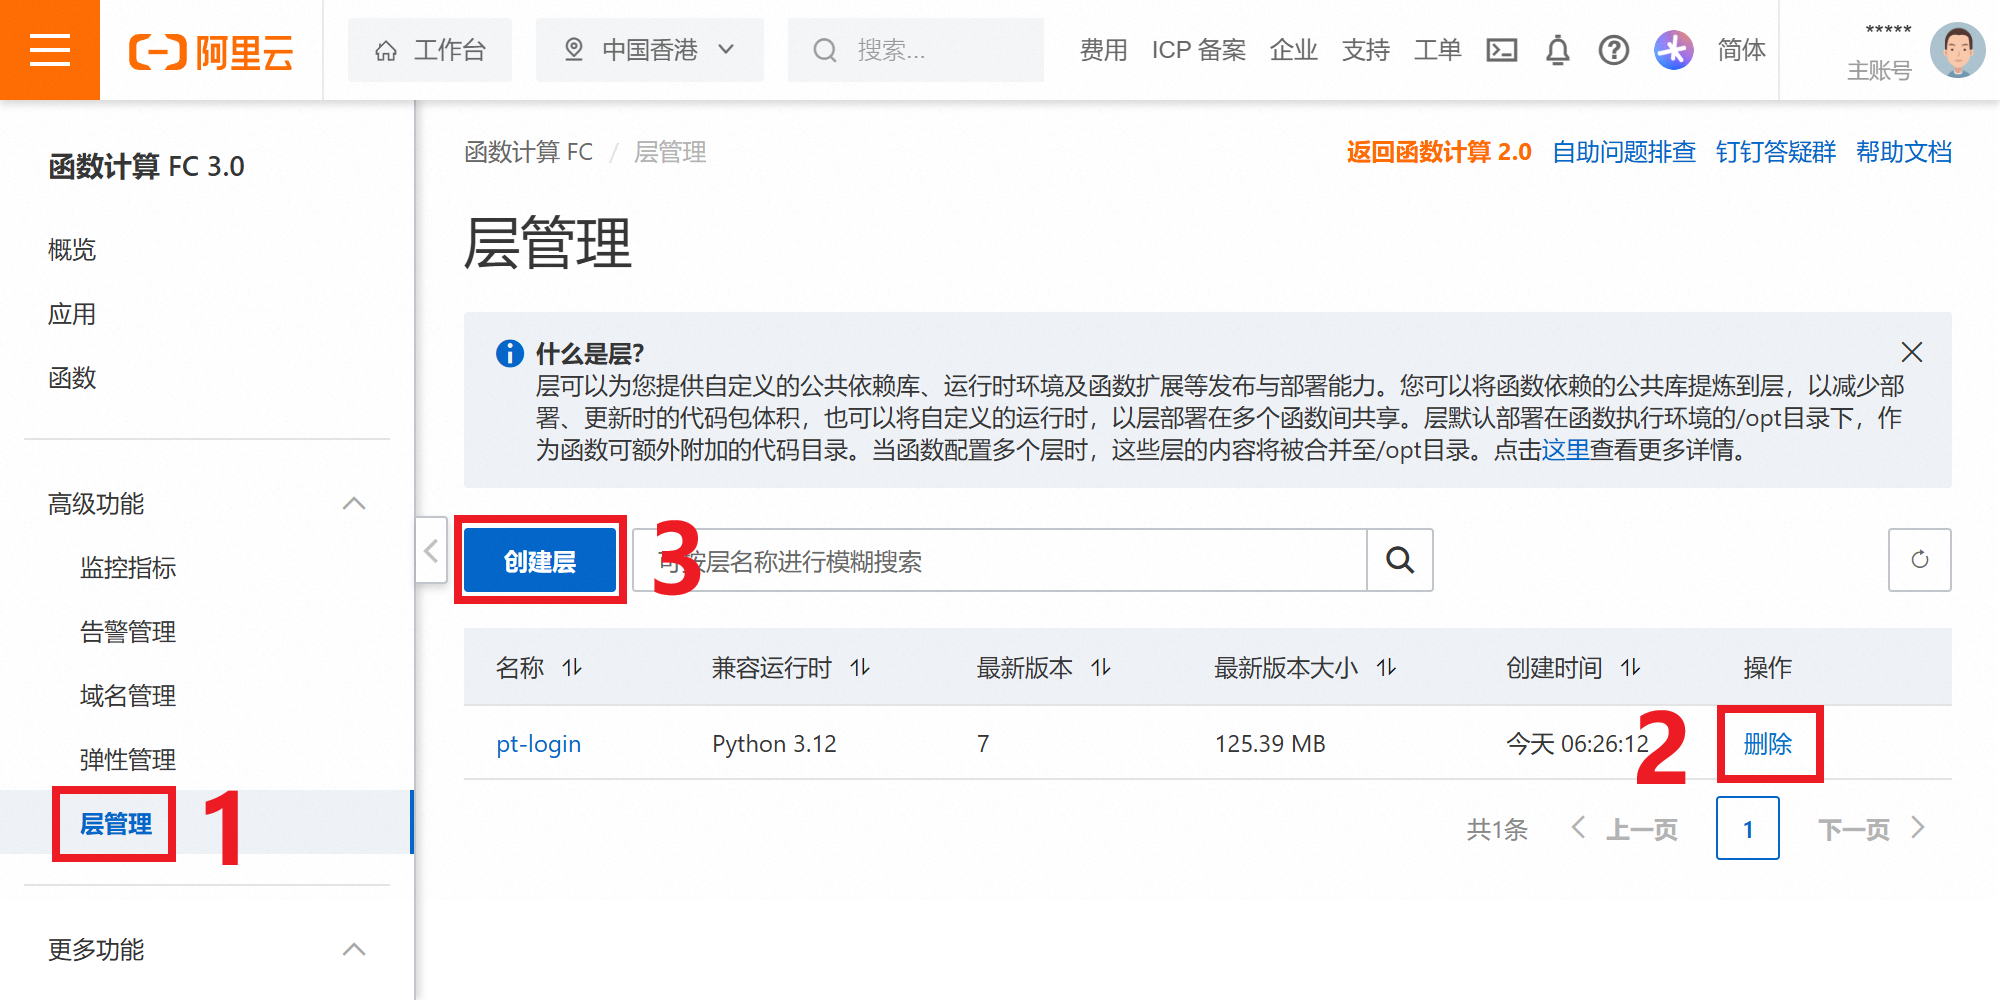 阿里云
工作台
中国香港
搜索...
费用
ICP 备案
企业
支持
工单
简体
*****
主账号
函数计算 FC 3.0
概览
应用
函数
高级功能
监控指标
告警管理
域名管理
弹性管理
层管理
1
更多功能
函数计算 FC / 层管理
返回函数计算 2.0
自助问题排查
钉钉答疑群
帮助文档
层管理
什么是层?
层可以为您提供自定义的公共依赖库、运行时环境及函数扩展等发布与部署能力。您可以将函数依赖的公共库提炼到层，以减少部
署、更新时的代码包体积，也可以将自定义的运行时，以层部署在多个函数间共享。层默认部署在函数执行环境的/opt目录下，作
为函数可额外附加的代码目录。当函数配置多个层时，这些层的内容将被合并至/opt目录。点击这里查看更多详情。
创建层
3
可按层名称进行模糊搜索
名称
兼容运行时
最新版本
最新版本大小
创建时间
操作
pt-login
Python 3.12
7
125.39 MB
今天 06:26:12
2
删除
共1条
上一页
1
下一页